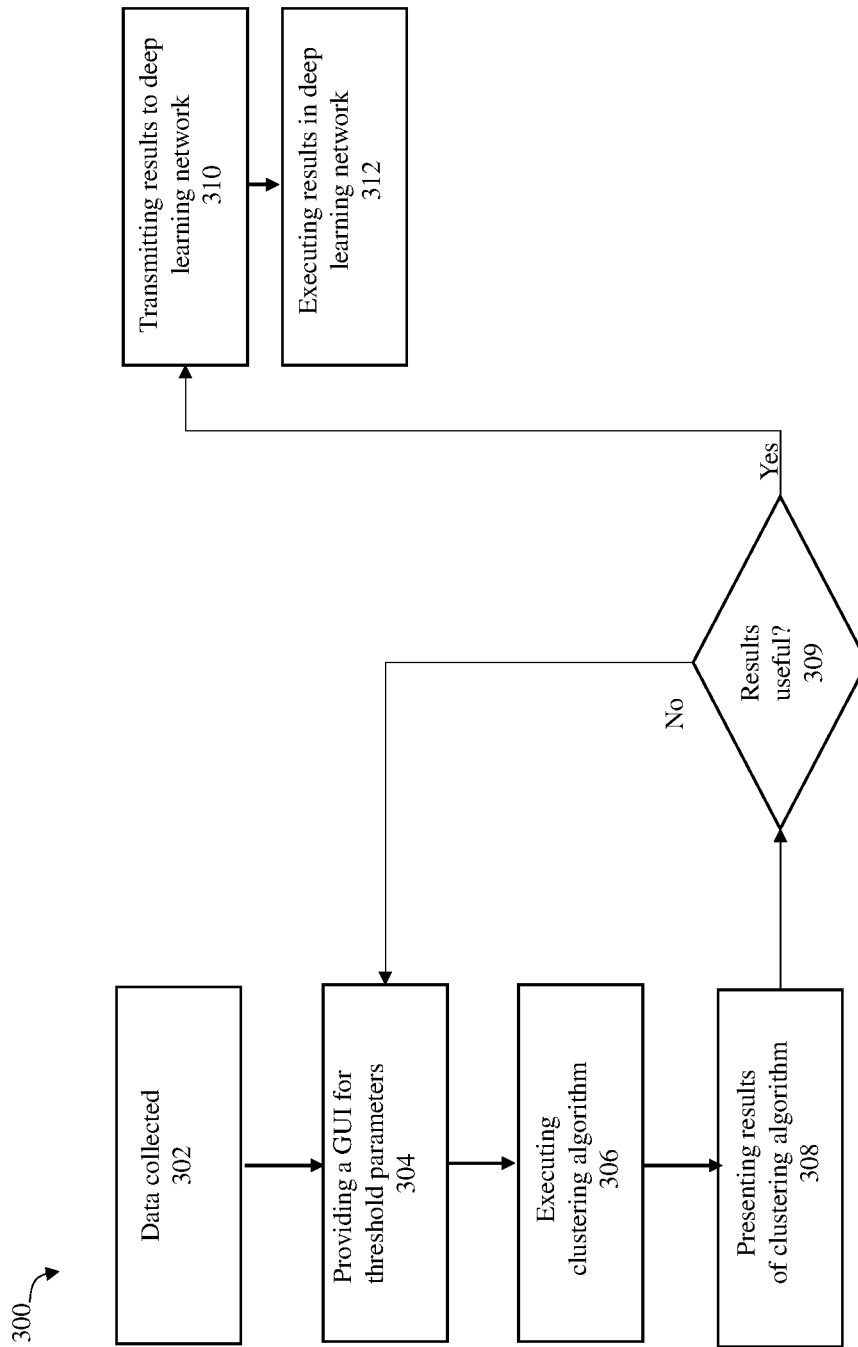 300
Data collected
302
Providing a GUI for
threshold parameters
304
Executing
clustering algorithm
306
Presenting results
of clustering algorithm
308
Results
useful?
309
No
Yes
Transmitting results to deep
learning network
310
Executing results in deep
learning network
312